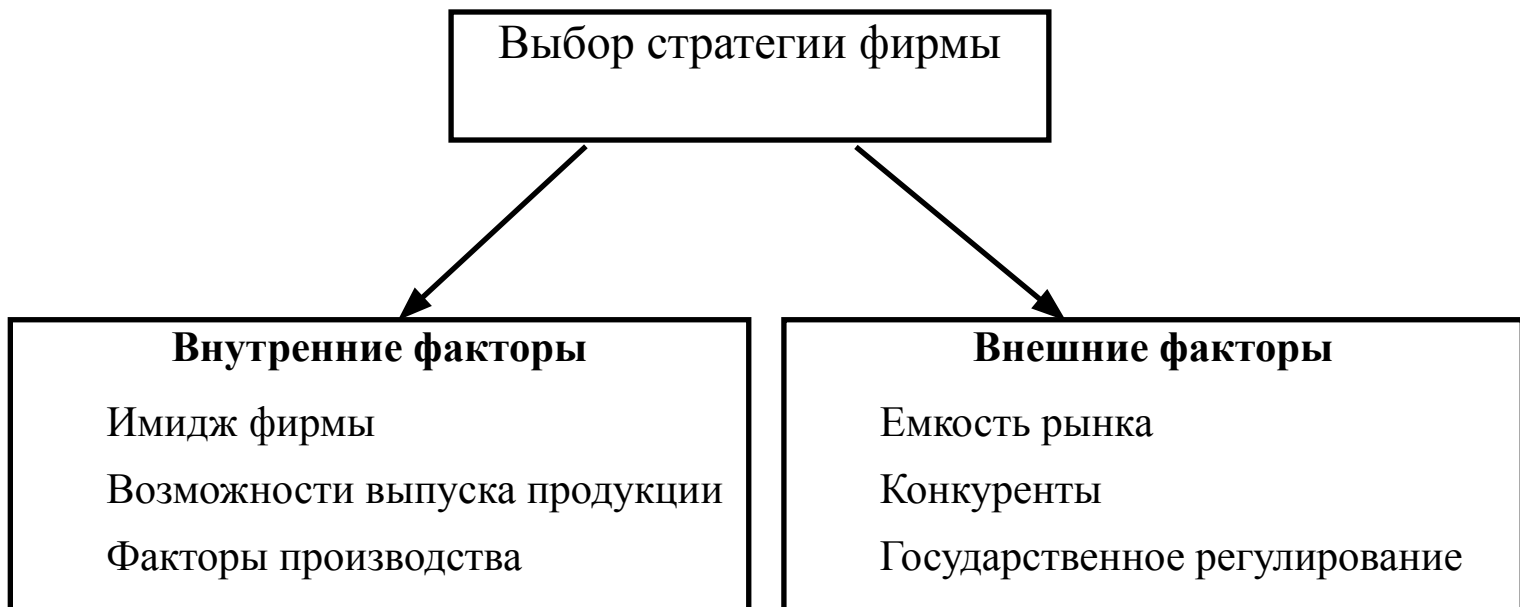 Выбор стратегии фирмы
Внутренние факторы
Имидж фирмы
Возможности выпуска продукции
Факторы производства
Внешние факторы
Емкость рынка
Конкуренты
Государственное регулирование